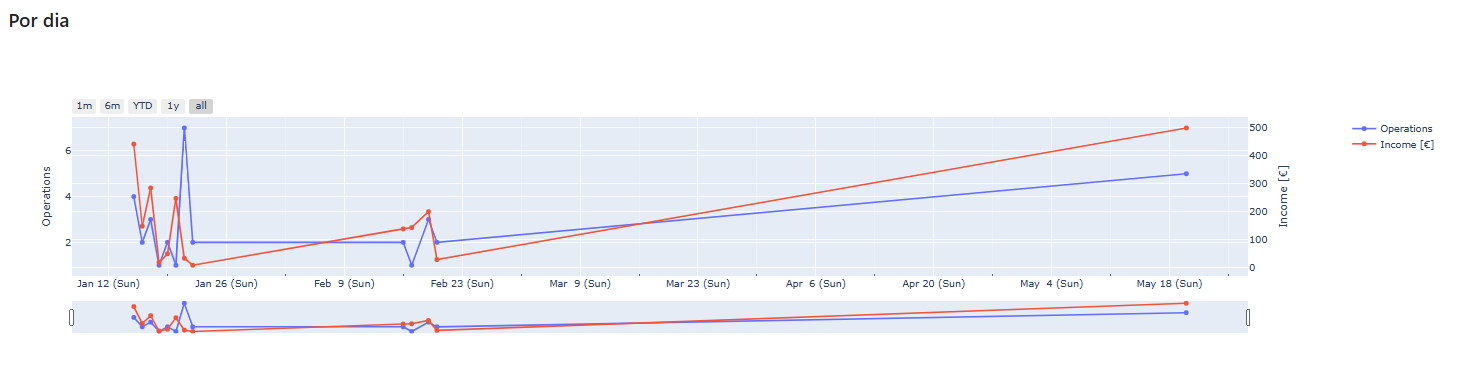 Por dia
1m 6m YTD 1y all
Operations
Income [€]
6
4
2
Operations
500
400
300
200
100
0
Income [€]
Jan 12 (Sun) Jan 26 (Sun) Feb 9 (Sun) Feb 23 (Sun) Mar 9 (Sun) Mar 23 (Sun) Apr 6 (Sun) Apr 20 (Sun) May 4 (Sun) May 18 (Sun)